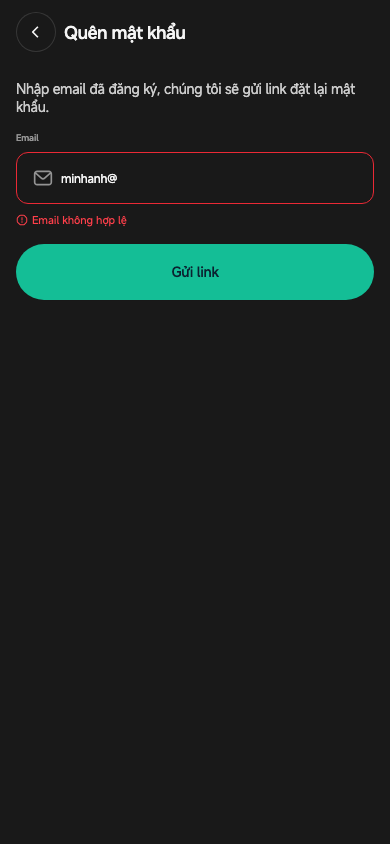 Quên mật khẩu
Nhập email đã đăng ký, chúng tôi sẽ gửi link đặt lại mật
khẩu.
Email
minhanh@
Email không hợp lệ
Gửi link